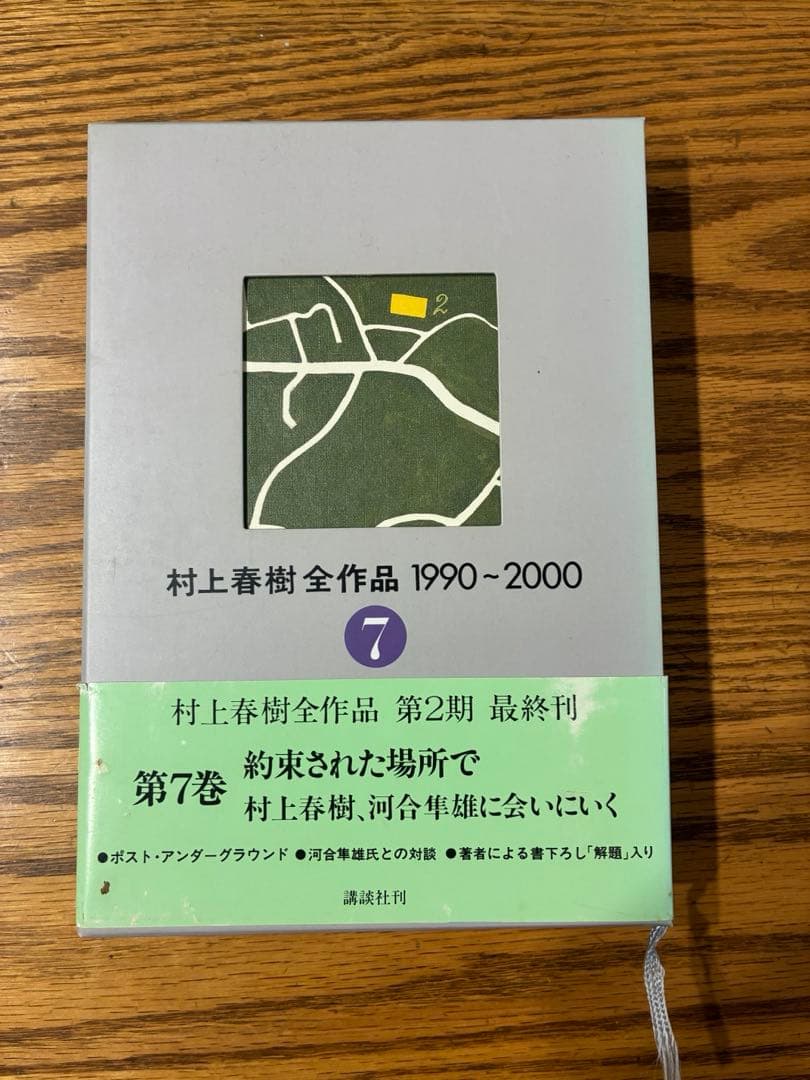 2
村上春樹 全作品 1990~2000
7
村上春樹全作品 第2期 最終刊
第7巻 約束された場所で
村上春樹、河合隼雄に会いにいく
●ポスト・アンダーグラウンド ●河合隼雄氏との対談 ●著者による書下ろし「解題」入り
講談社刊